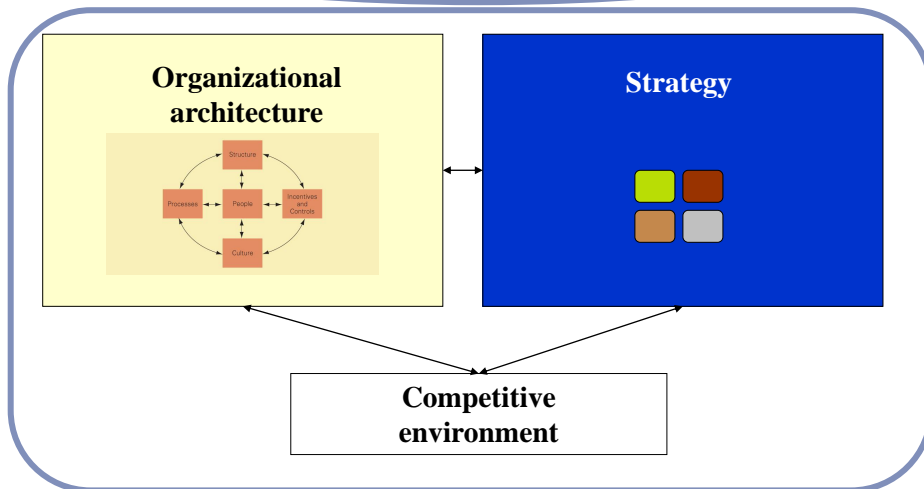 Organizational
architecture
Strategy
Structure
Processes
People
Incentives
and
Controls
Culture
Competitive
environment